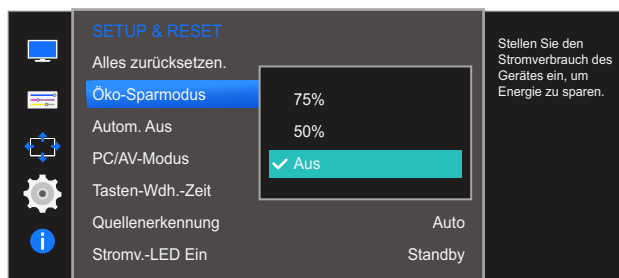 SETUP & RESET
Alles zurücksetzen.
Öko-Sparmodus
75%
50%
Aus
Autom. Aus
PC/AV-Modus
Tasten-Wdh.-Zeit
Quellenerkennung Auto
Stromv.-LED Ein Standby
Stellen Sie den
Stromverbrauch des
Gerätes ein, um
Energie zu sparen.